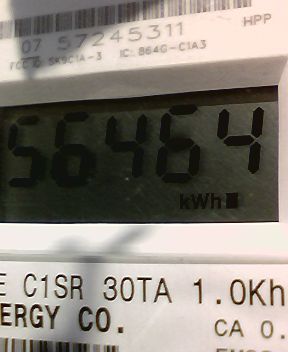 07 57245311 HPP
FCC ID: SK9C1A-3 IC: 864G-C1A3
56464
kWh
E C1SR 30TA 1.0Kh
ERGY CO. CA 0.